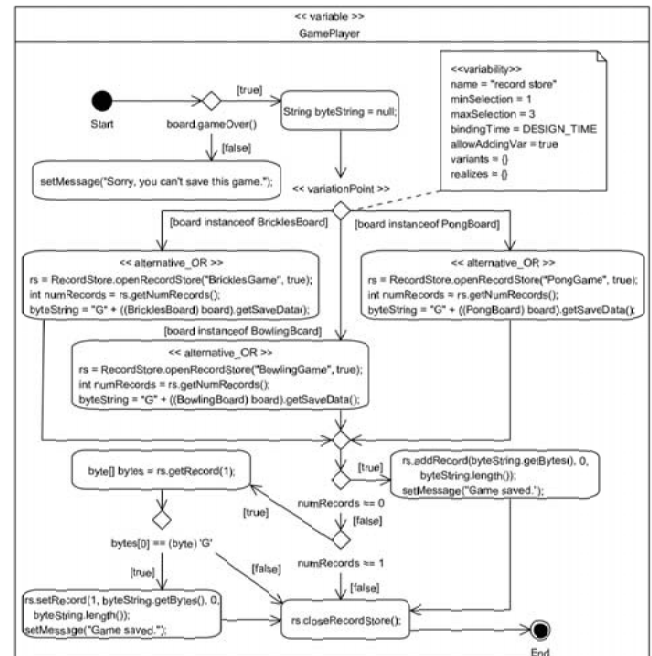 << variable >>
GamePlayer
<<variability>>
name = "record store"
minSelection = 1
maxSelection = 3
bindingTime = DESIGN_TIME
allowAddingVar = true
variants = {}
realizes = {}
[true]
Start
board.gameOver()
String byteString = null;
[false]
setMessage("Sorry, you can't save this game.");
<< variationPoint >>
[board instanceof BricklesBoard]
[board instanceof PongBoard]
<< alternative_OR >>
rs = RecordStore.openRecordStore("BricklesGame", true);
int numRecords = rs.getNumRecords();
byteString = "G" + ((BricklesBoard) board).getSaveData();
<< alternative_OR >>
rs = RecordStore.openRecordStore("PongGame", true);
int numRecords = rs.getNumRecords();
byteString = "G" + ((PongBoard) board).getSaveData();
[board instanceof BowlingBoard]
<< alternative_OR >>
rs = RecordStore.openRecordStore("BowlingGame", true);
int numRecords = rs.getNumRecords();
byteString = "G" + ((BowlingBoard) board).getSaveData();
byte[] bytes = rs.getRecord(1);
[true]
rs.addRecord(byteString.getBytes(), 0,
byteString.length());
setMessage("Game saved.");
numRecords == 0
[true]
[false]
bytes[0] == (byte) 'G'
numRecords == 1
[true]
[false]
[false]
rs.setRecord(1, byteString.getBytes(), 0,
byteString.length());
setMessage("Game saved.");
rs.closeRecordStore();
End